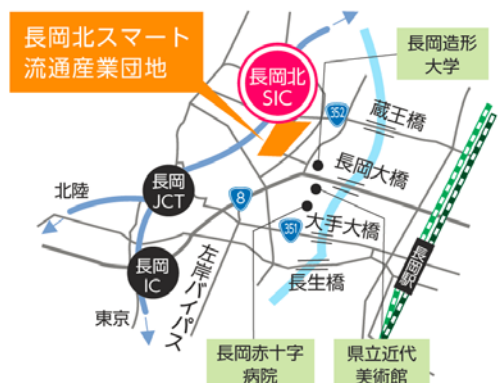 長岡北スマート
流通産業団地
長岡北
SIC
長岡造形
大学
352
蔵王橋
長岡大橋
長岡
JCT
北陸
8
351
大手大橋
長岡
IC
左岸バイパス
長生橋
長岡駅
東京
長岡赤十字
病院
県立近代
美術館